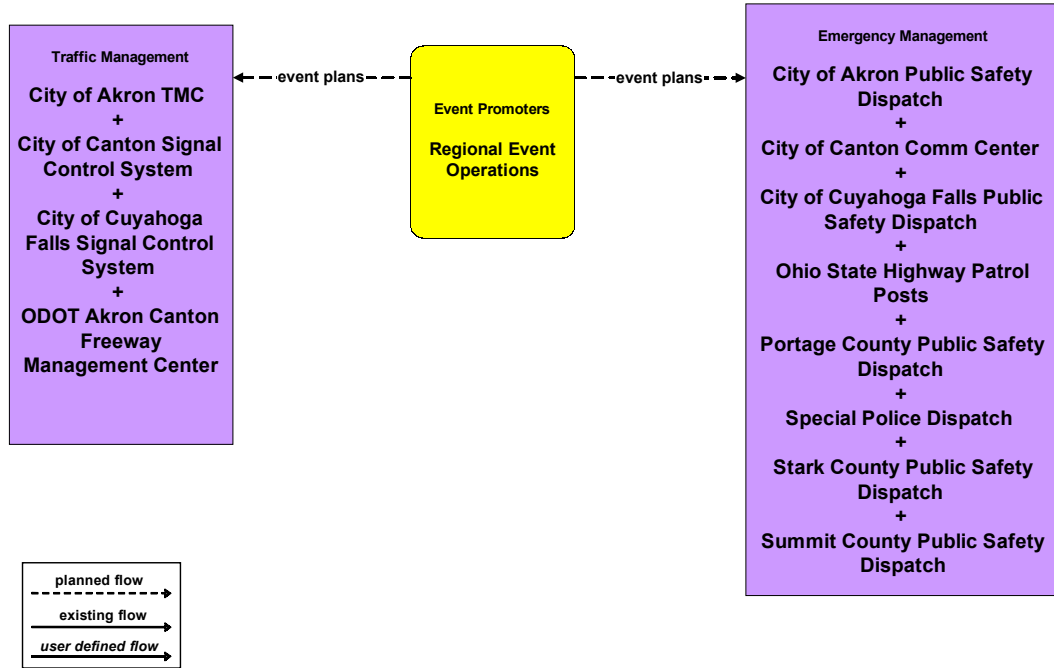 Traffic Management
City of Akron TMC
+
City of Canton Signal
Control System
+
City of Cuyahoga
Falls Signal Control
System
+
ODOT Akron Canton
Freeway
Management Center
event plans
Event Promoters
Regional Event
Operations
event plans
Emergency Management
City of Akron Public Safety
Dispatch
+
City of Canton Comm Center
+
City of Cuyahoga Falls Public
Safety Dispatch
+
Ohio State Highway Patrol
Posts
+
Portage County Public Safety
Dispatch
+
Special Police Dispatch
+
Stark County Public Safety
Dispatch
+
Summit County Public Safety
Dispatch
planned flow
existing flow
user defined flow